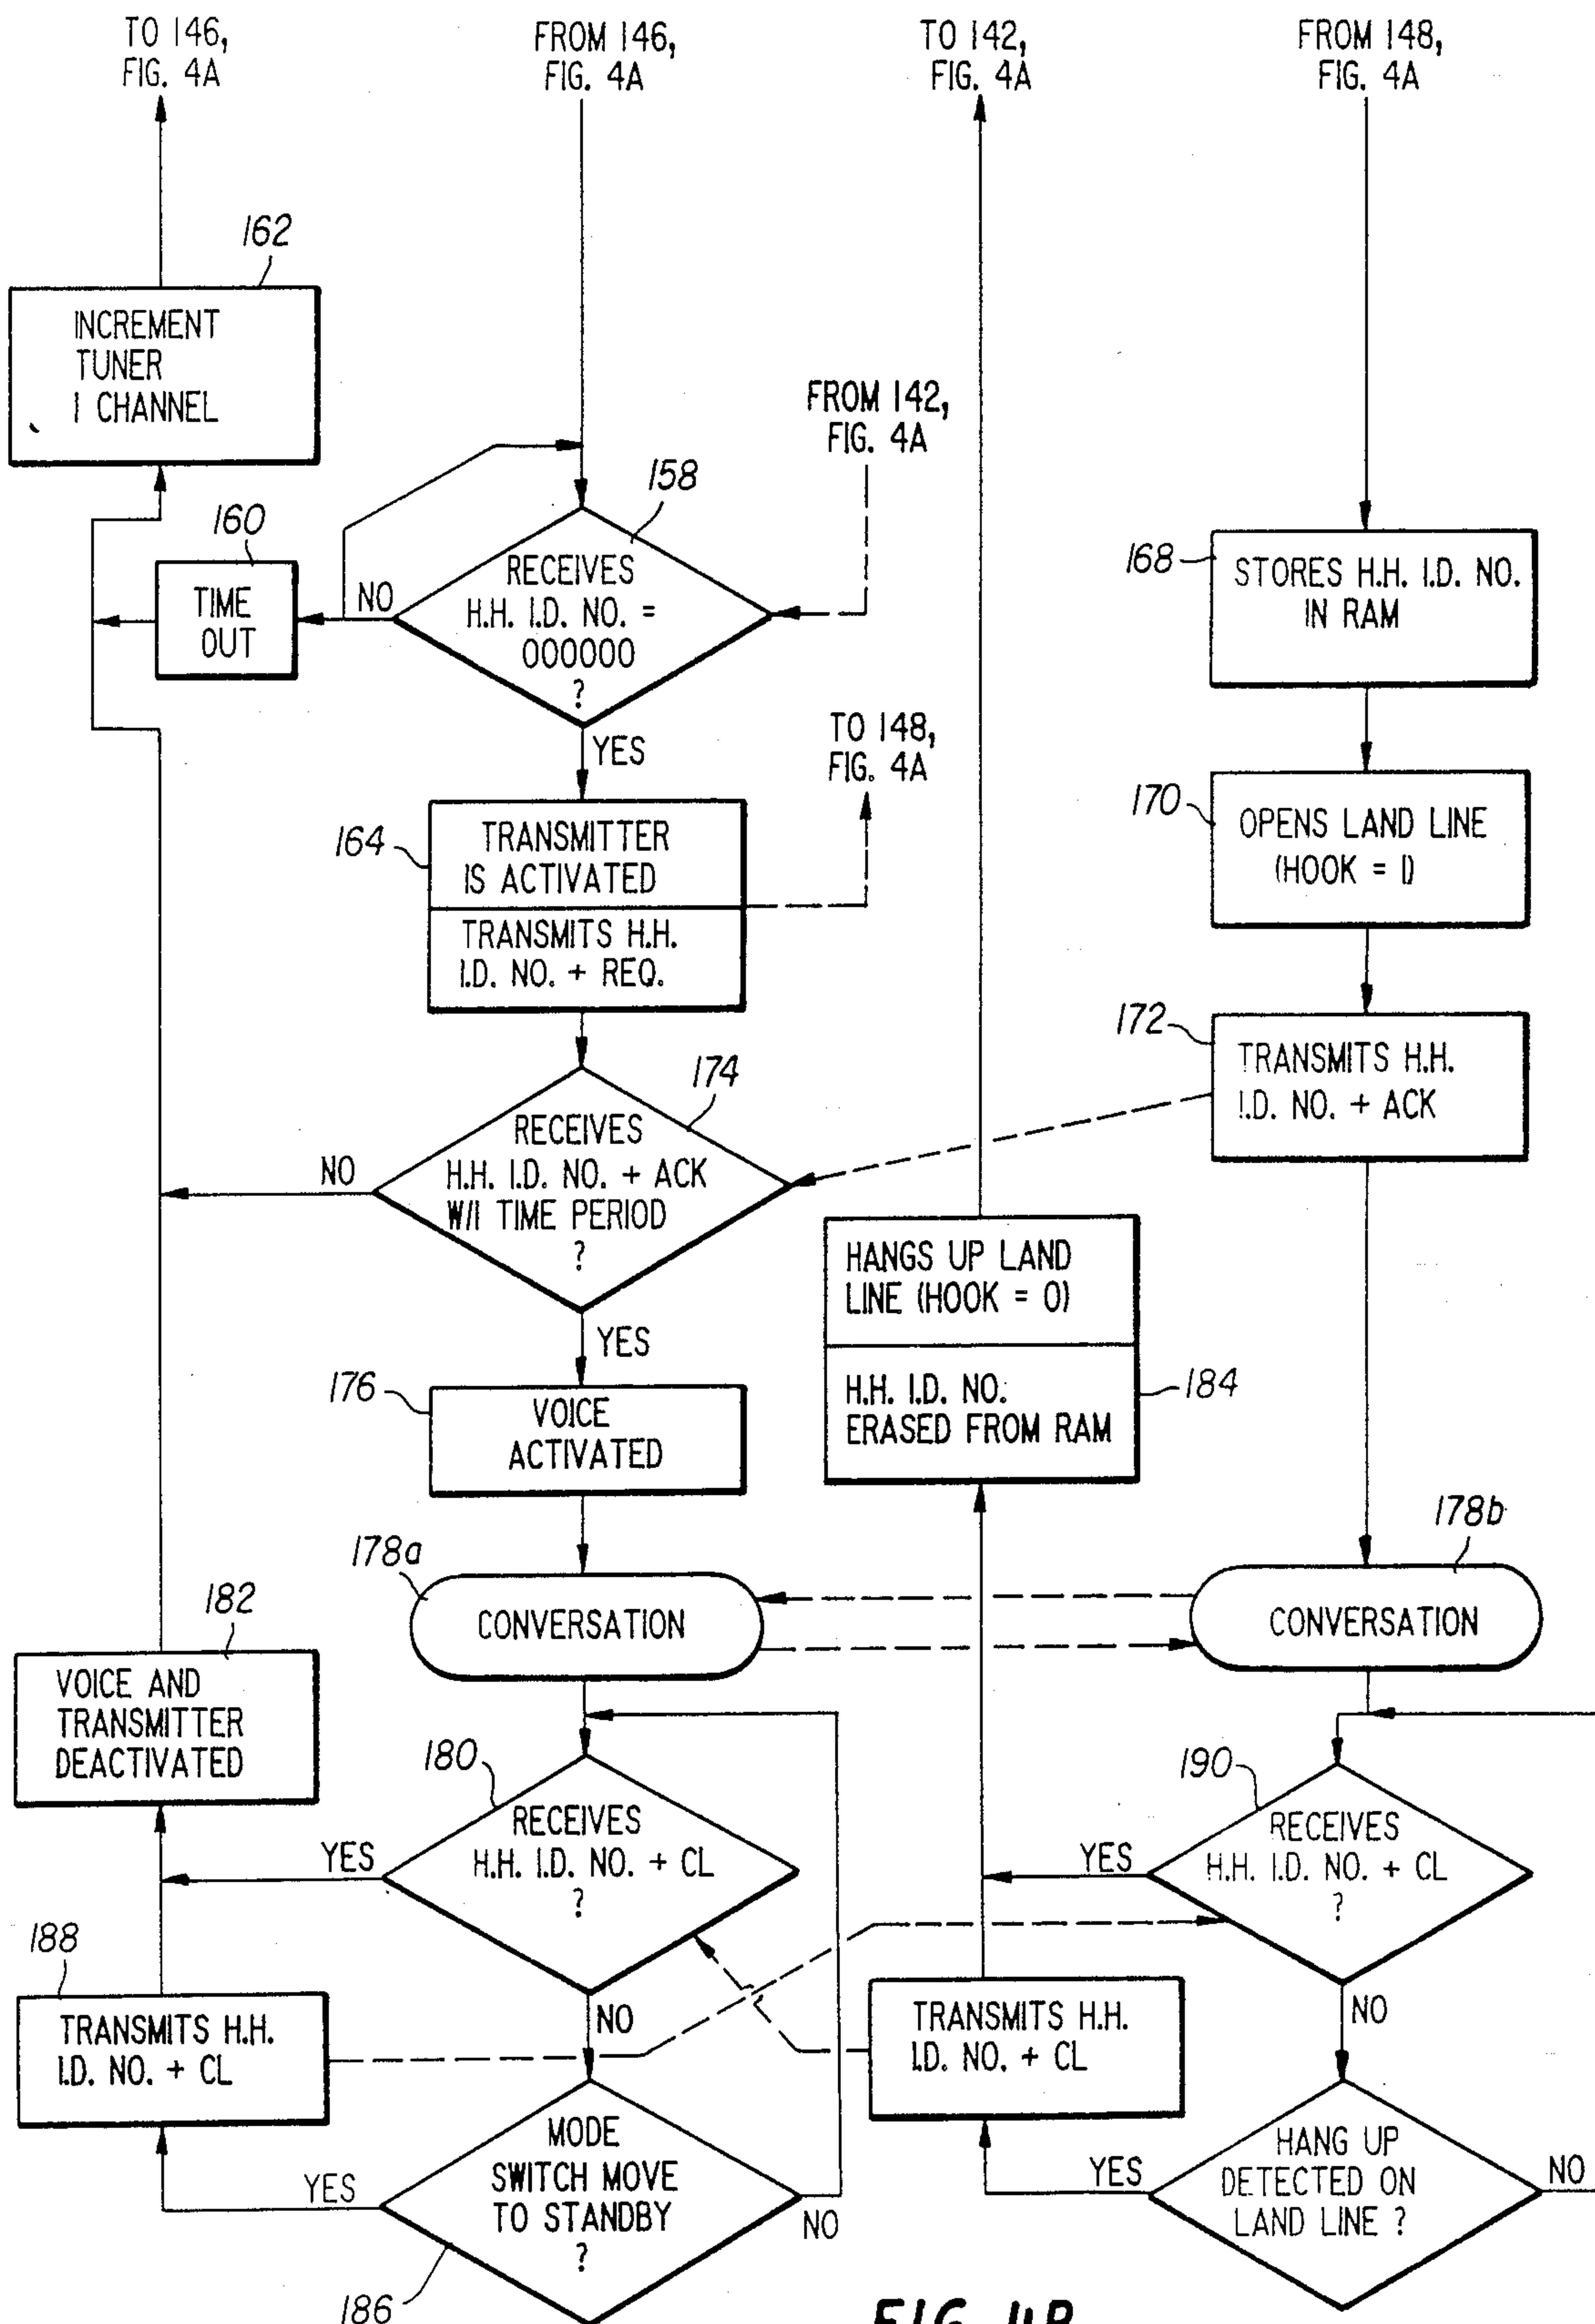 TO 146,
FIG. 4A
FROM 146,
FIG. 4A
TO 142,
FIG. 4A
FROM 148,
FIG. 4A
162
INCREMENT
TUNER
1 CHANNEL
FROM 142,
FIG. 4A
158
RECEIVES
H.H. I.D. NO. =
000000
?
NO
160
TIME
OUT
168
STORES H.H. I.D. NO.
IN RAM
YES
TO 148,
FIG. 4A
164
TRANSMITTER
IS ACTIVATED
TRANSMITS H.H.
I.D. NO. + REQ.
170
OPENS LAND LINE
(HOOK = 1)
172
TRANSMITS H.H.
I.D. NO. + ACK
174
RECEIVES
H.H. I.D. NO. + ACK
W/I TIME PERIOD
?
NO
YES
HANGS UP LAND
LINE (HOOK = 0)
H.H. I.D. NO.
ERASED FROM RAM
184
176
VOICE
ACTIVATED
178a
CONVERSATION
178b
CONVERSATION
182
VOICE AND
TRANSMITTER
DEACTIVATED
180
RECEIVES
H.H. I.D. NO. + CL
?
YES
NO
190
RECEIVES
H.H. I.D. NO. + CL
?
YES
NO
188
TRANSMITS H.H.
I.D. NO. + CL
TRANSMITS H.H.
I.D. NO. + CL
MODE
SWITCH MOVE
TO STANDBY
?
YES
NO
186
HANG UP
DETECTED ON
LAND LINE ?
YES
NO
FIG. 4B